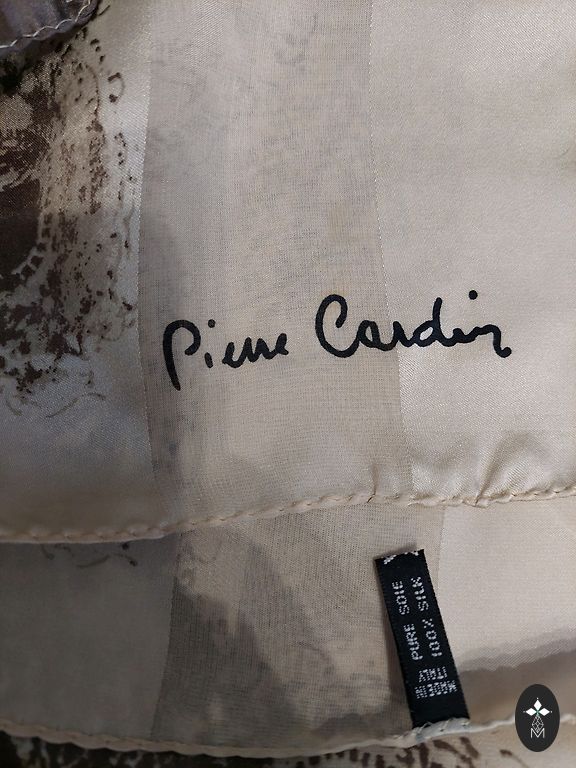 Pierre Cardin
PURE SOIE
100% SILK
MADE IN
ITALY
M